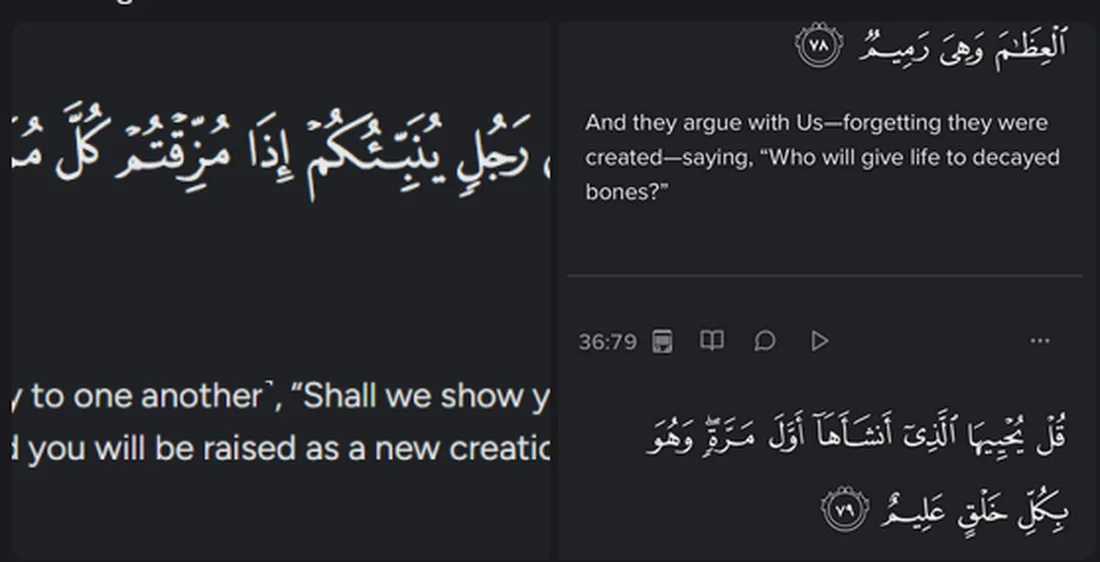 رَجُلٍ يُنَبِّئُكُمْ إِذَا مُزِّقْتُمْ كُلَّ
to one another˺, “Shall we show
you will be raised as a new
ٱلْعِظَـٰمَ وَهِىَ رَمِيمٌۭ ٧٨
And they argue with Us—forgetting they were
created—saying, “Who will give life to decayed
bones?”
36:79
قُلْ يُحْيِيهَا ٱلَّذِىٓ أَنشَأَهَآ أَوَّلَ مَرَّةٍۢ ۖ وَهُوَ
بِكُلِّ خَلْقٍ عَلِيمٌ ٧٩